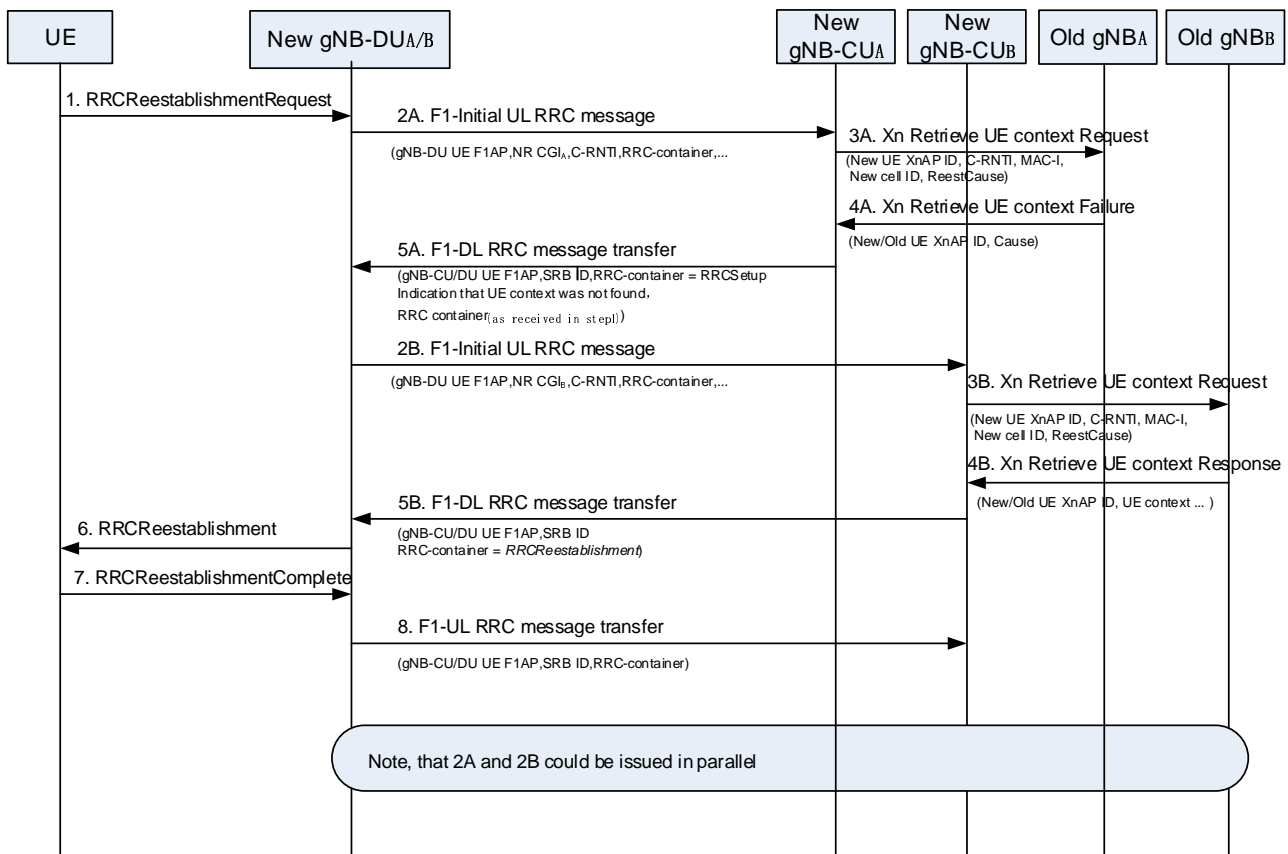 UE
New gNB-DUA/B
New
gNB-CUA
New
gNB-CUB
Old gNBA
Old gNBB
1. RRCReestablishmentRequest
2A. F1-Initial UL RRC message
(gNB-DU UE F1AP,NR CGIA,C-RNTI,RRC-container,...
3A. Xn Retrieve UE context Request
(New UE XnAP ID, C-RNTI, MAC-I,
New cell ID, ReestCause)
4A. Xn Retrieve UE context Failure
(New/Old UE XnAP ID, Cause)
5A. F1-DL RRC message transfer
(gNB-CU/DU UE F1AP,SRB ID,RRC-container = RRCSetup
Indication that UE context was not found,
RRC container(as received in step1))
2B. F1-Initial UL RRC message
(gNB-DU UE F1AP,NR CGIB,C-RNTI,RRC-container,...
3B. Xn Retrieve UE context Request
(New UE XnAP ID, C-RNTI, MAC-I,
New cell ID, ReestCause)
4B. Xn Retrieve UE context Response
(New/Old UE XnAP ID, UE context ... )
5B. F1-DL RRC message transfer
(gNB-CU/DU UE F1AP,SRB ID
RRC-container = RRCReestablishment)
6. RRCReestablishment
7. RRCReestablishmentComplete
8. F1-UL RRC message transfer
(gNB-CU/DU UE F1AP,SRB ID,RRC-container)
Note, that 2A and 2B could be issued in parallel